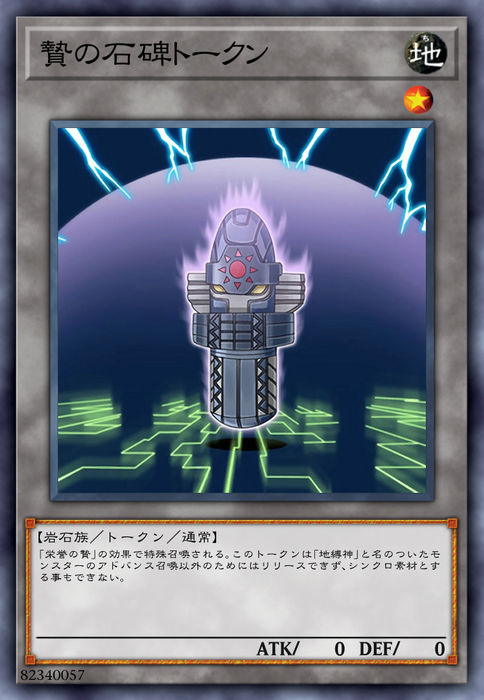 贄の石碑トークン
ち
地
【岩石族／トークン／通常】
「栄誉の贄」の効果で特殊召喚される。このトークンは「地縛神」と名のついたモ
ンスターのアドバンス召喚以外のためにはリリースできず、シンクロ素材とす
る事もできない。
ATK/ 0 DEF/ 0
82340057